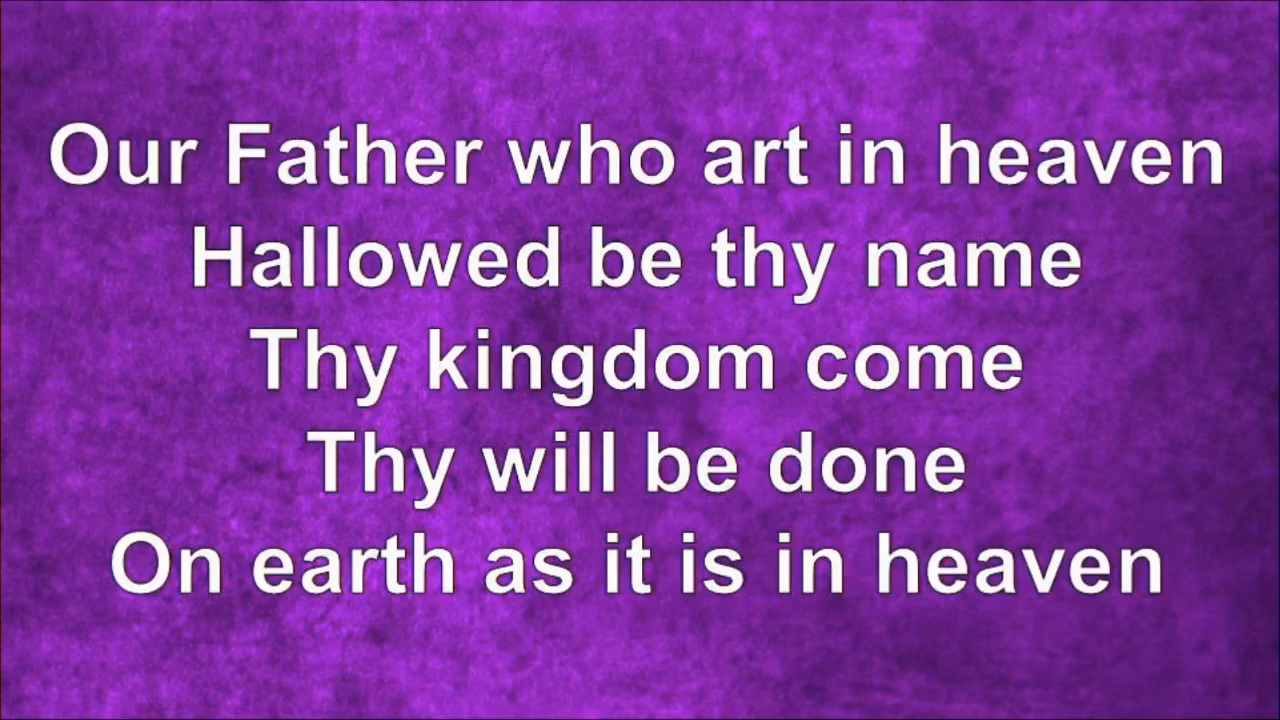 Our Father who art in heaven
Hallowed be thy name
Thy kingdom come
Thy will be done
On earth as it is in heaven